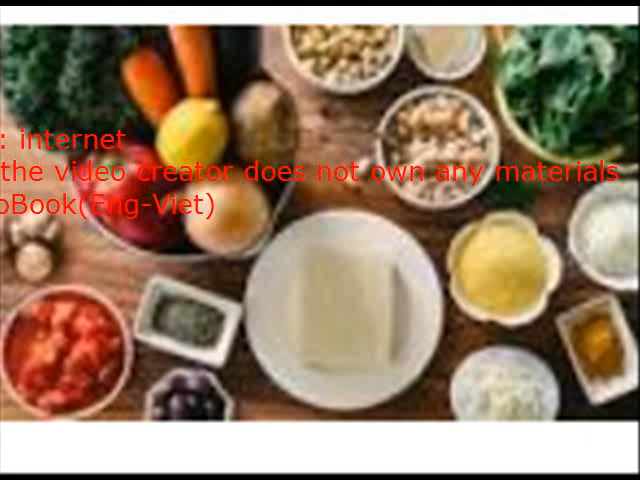 : internet
the video creator does not own any materials
oBook(Eng-Viet)